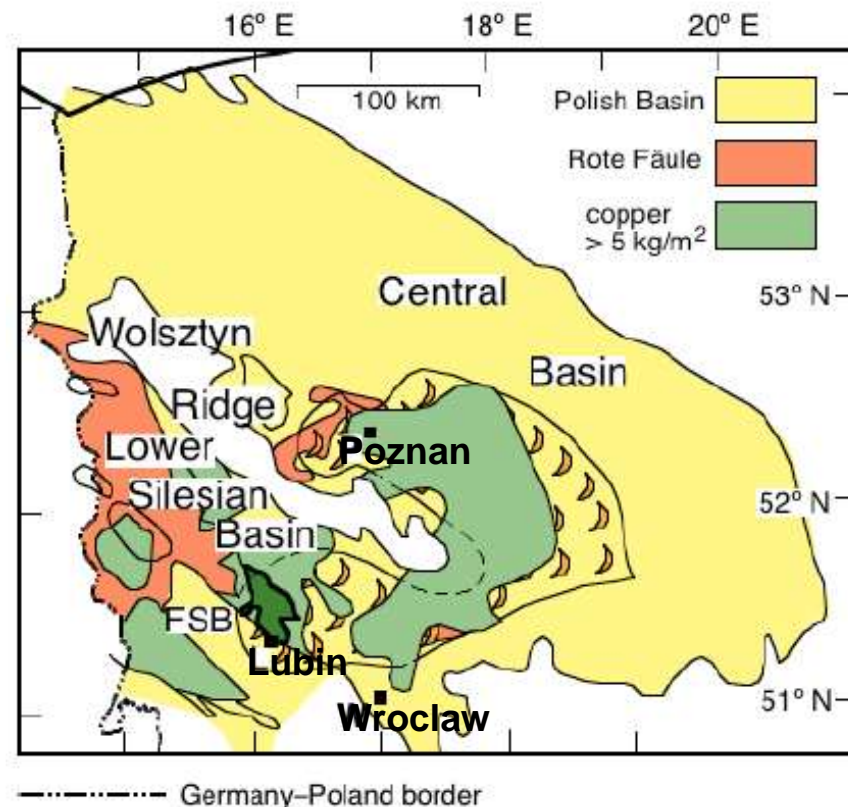 16° E 18° E 20° E
100 km
Polish Basin
Rote Fäule
copper
> 5 kg/m²
Central
53° N
Wolsztyn
Basin
Ridge
Lower
Poznan
Silesian
52° N
Basin
FSB
Lubin
51° N
Wroclaw
Germany–Poland border